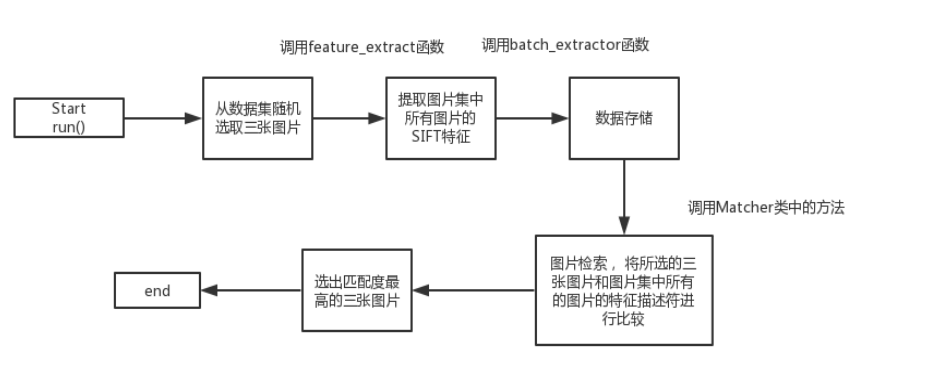 调用feature_extract函数
调用batch_extractor函数
Start
run()
从数据集随机
选取三张图片
提取图片集中
所有图片的
SIFT特征
数据存储
调用Matcher类中的方法
图片检索，将所选的三
张图片和图片集中所有
的图片的特征描述符进
行比较
选出匹配度最
高的三张图片
end